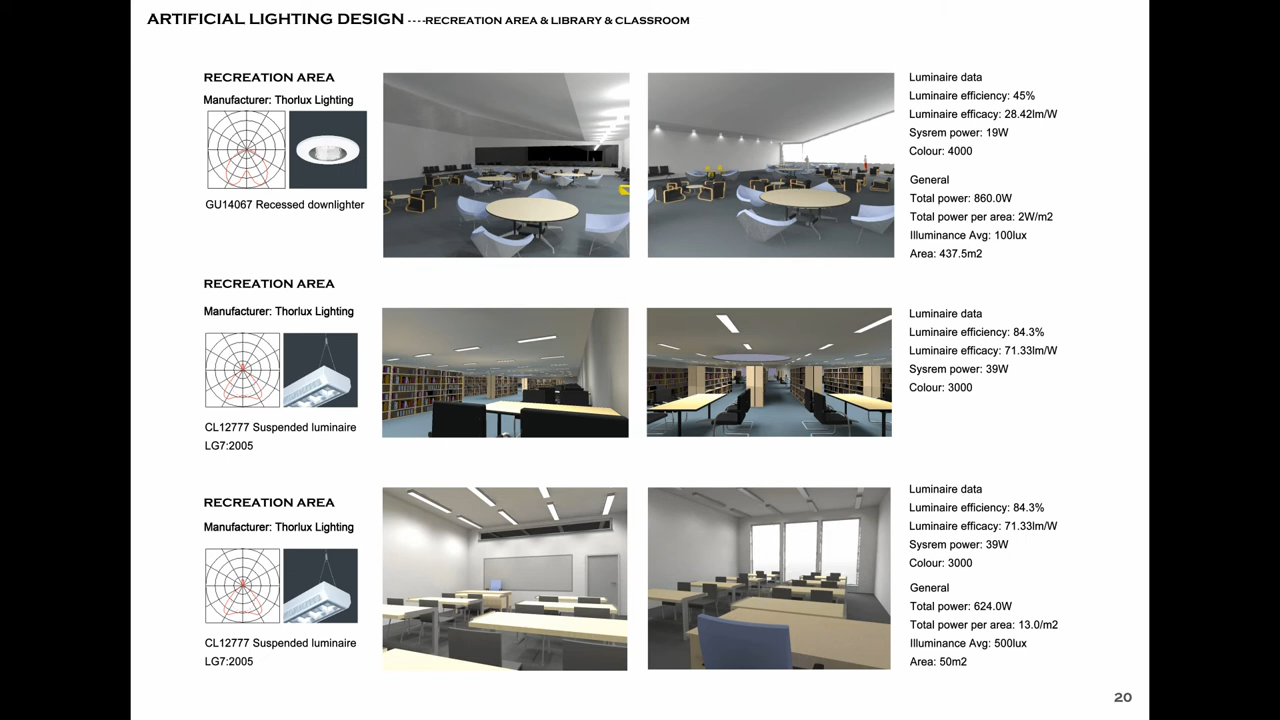 ARTIFICIAL LIGHTING DESIGN ----RECREATION AREA & LIBRARY & CLASSROOM
RECREATION AREA
Manufacturer: Thorlux Lighting
GU14067 Recessed downlighter
Luminaire data
Luminaire efficiency: 45%
Luminaire efficacy: 28.42lm/W
Sysrem power: 19W
Colour: 4000
General
Total power: 860.0W
Total power per area: 2W/m2
Illuminance Avg: 100lux
Area: 437.5m2
RECREATION AREA
Manufacturer: Thorlux Lighting
CL12777 Suspended luminaire
LG7:2005
Luminaire data
Luminaire efficiency: 84.3%
Luminaire efficacy: 71.33lm/W
Sysrem power: 39W
Colour: 3000
RECREATION AREA
Manufacturer: Thorlux Lighting
CL12777 Suspended luminaire
LG7:2005
Luminaire data
Luminaire efficiency: 84.3%
Luminaire efficacy: 71.33lm/W
Sysrem power: 39W
Colour: 3000
General
Total power: 624.0W
Total power per area: 13.0/m2
Illuminance Avg: 500lux
Area: 50m2
20